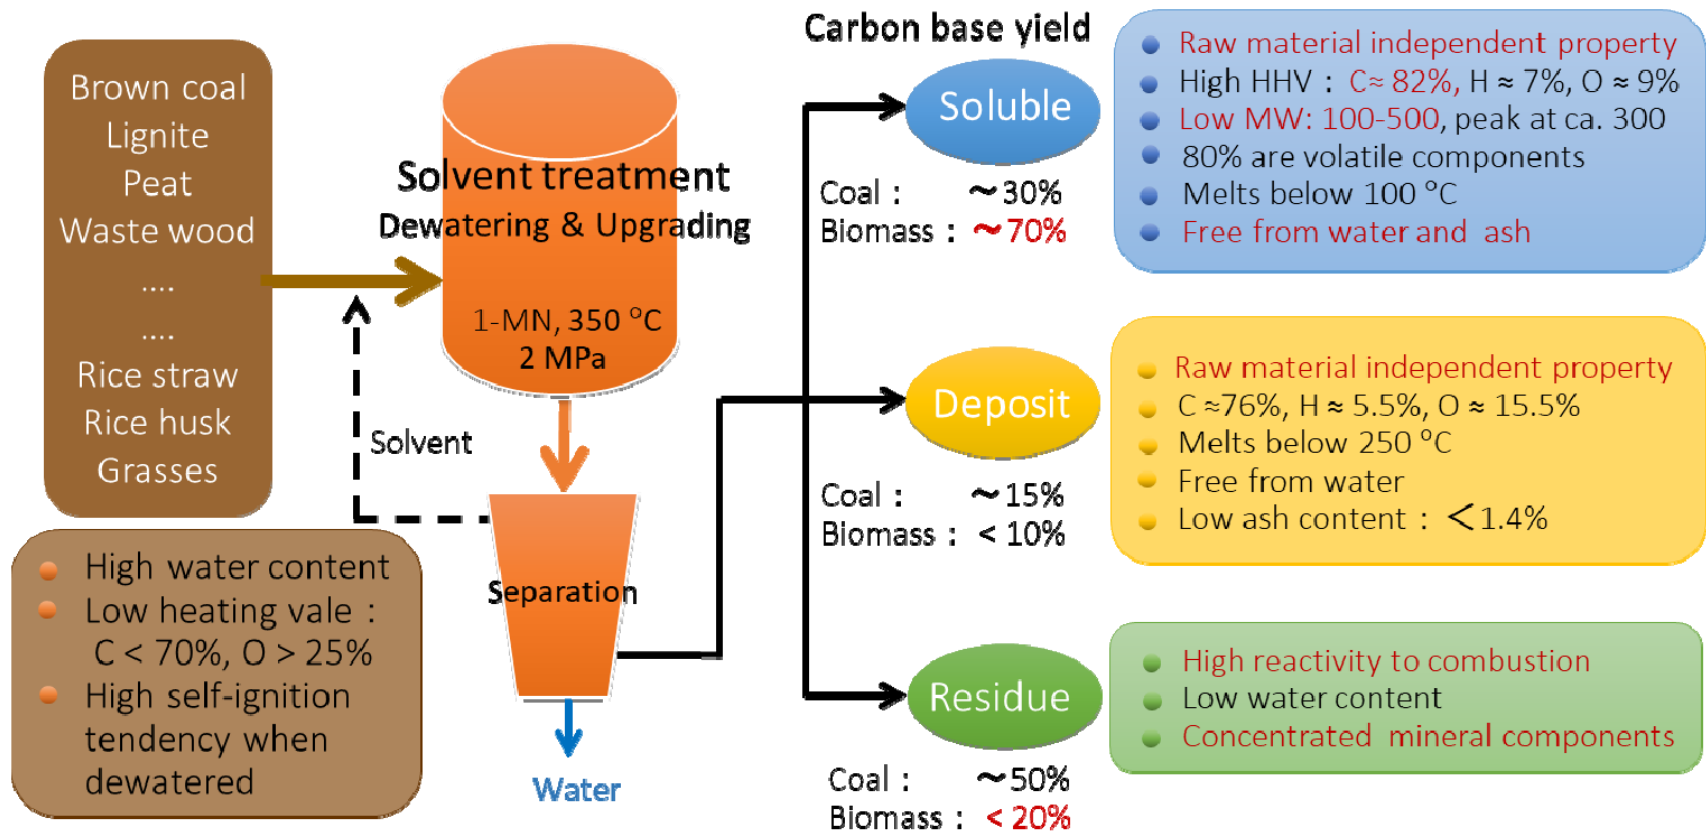 Brown coal
Lignite
Peat
Waste wood
....
....
Rice straw
Rice husk
Grasses
High water content
Low heating vale :
C < 70%, O > 25%
High self-ignition
tendency when
dewatered
Solvent treatment
Dewatering & Upgrading
1-MN, 350 °C
2 MPa
Solvent
Separation
Water
Carbon base yield
Soluble
Coal : ~30%
Biomass : ~70%
Raw material independent property
High HHV : C≈ 82%, H ≈ 7%, O ≈ 9%
Low MW: 100-500, peak at ca. 300
80% are volatile components
Melts below 100 °C
Free from water and ash
Deposit
Coal : ~15%
Biomass : < 10%
Raw material independent property
C ≈76%, H ≈ 5.5%, O ≈ 15.5%
Melts below 250 °C
Free from water
Low ash content : <1.4%
Residue
Coal : ~50%
Biomass : < 20%
High reactivity to combustion
Low water content
Concentrated mineral components